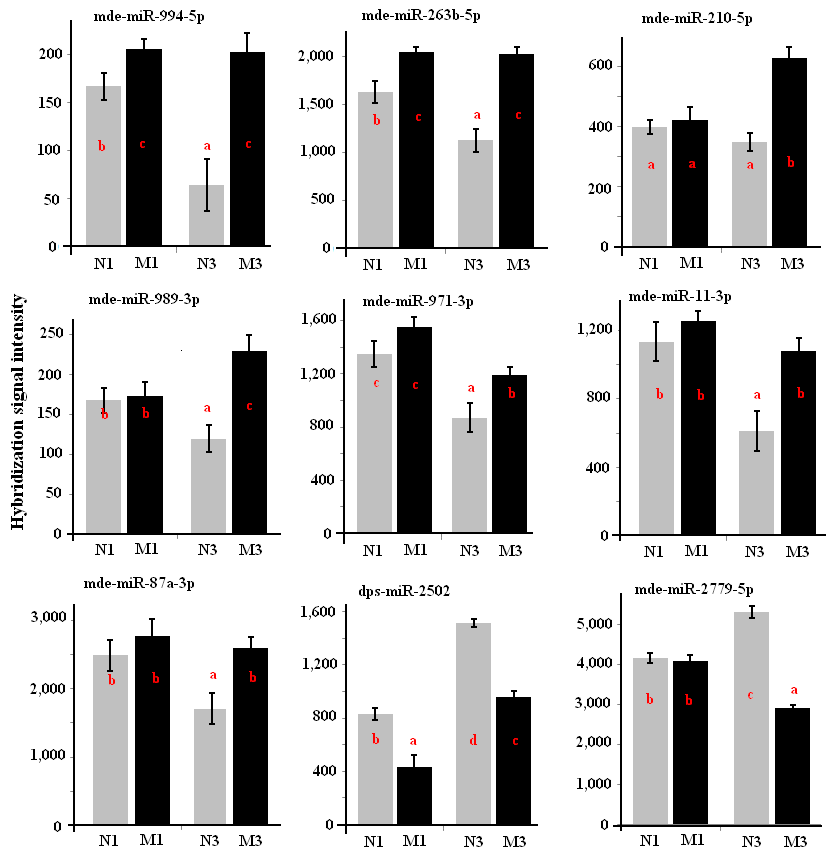 mde-miR-994-5p
200
150
100
50
0
b
c
a
c
N1 M1 N3 M3
mde-miR-263b-5p
2,000
1,500
1,000
500
0
b
c
a
c
N1 M1 N3 M3
mde-miR-210-5p
600
400
200
0
a
a
a
b
N1 M1 N3 M3
Hybridization signal intensity
mde-miR-989-3p
250
200
150
100
50
0
b
b
a
c
N1 M1 N3 M3
mde-miR-971-3p
1,600
1,200
800
400
0
c
c
a
b
N1 M1 N3 M3
mde-miR-11-3p
1,200
800
400
0
b
b
a
b
N1 M1 N3 M3
mde-miR-87a-3p
3,000
2,000
1,000
0
b
b
a
b
N1 M1 N3 M3
dps-miR-2502
1,600
1,200
800
400
0
b
a
d
c
N1 M1 N3 M3
mde-miR-2779-5p
5,000
4,000
3,000
2,000
1,000
0
b
b
c
a
N1 M1 N3 M3